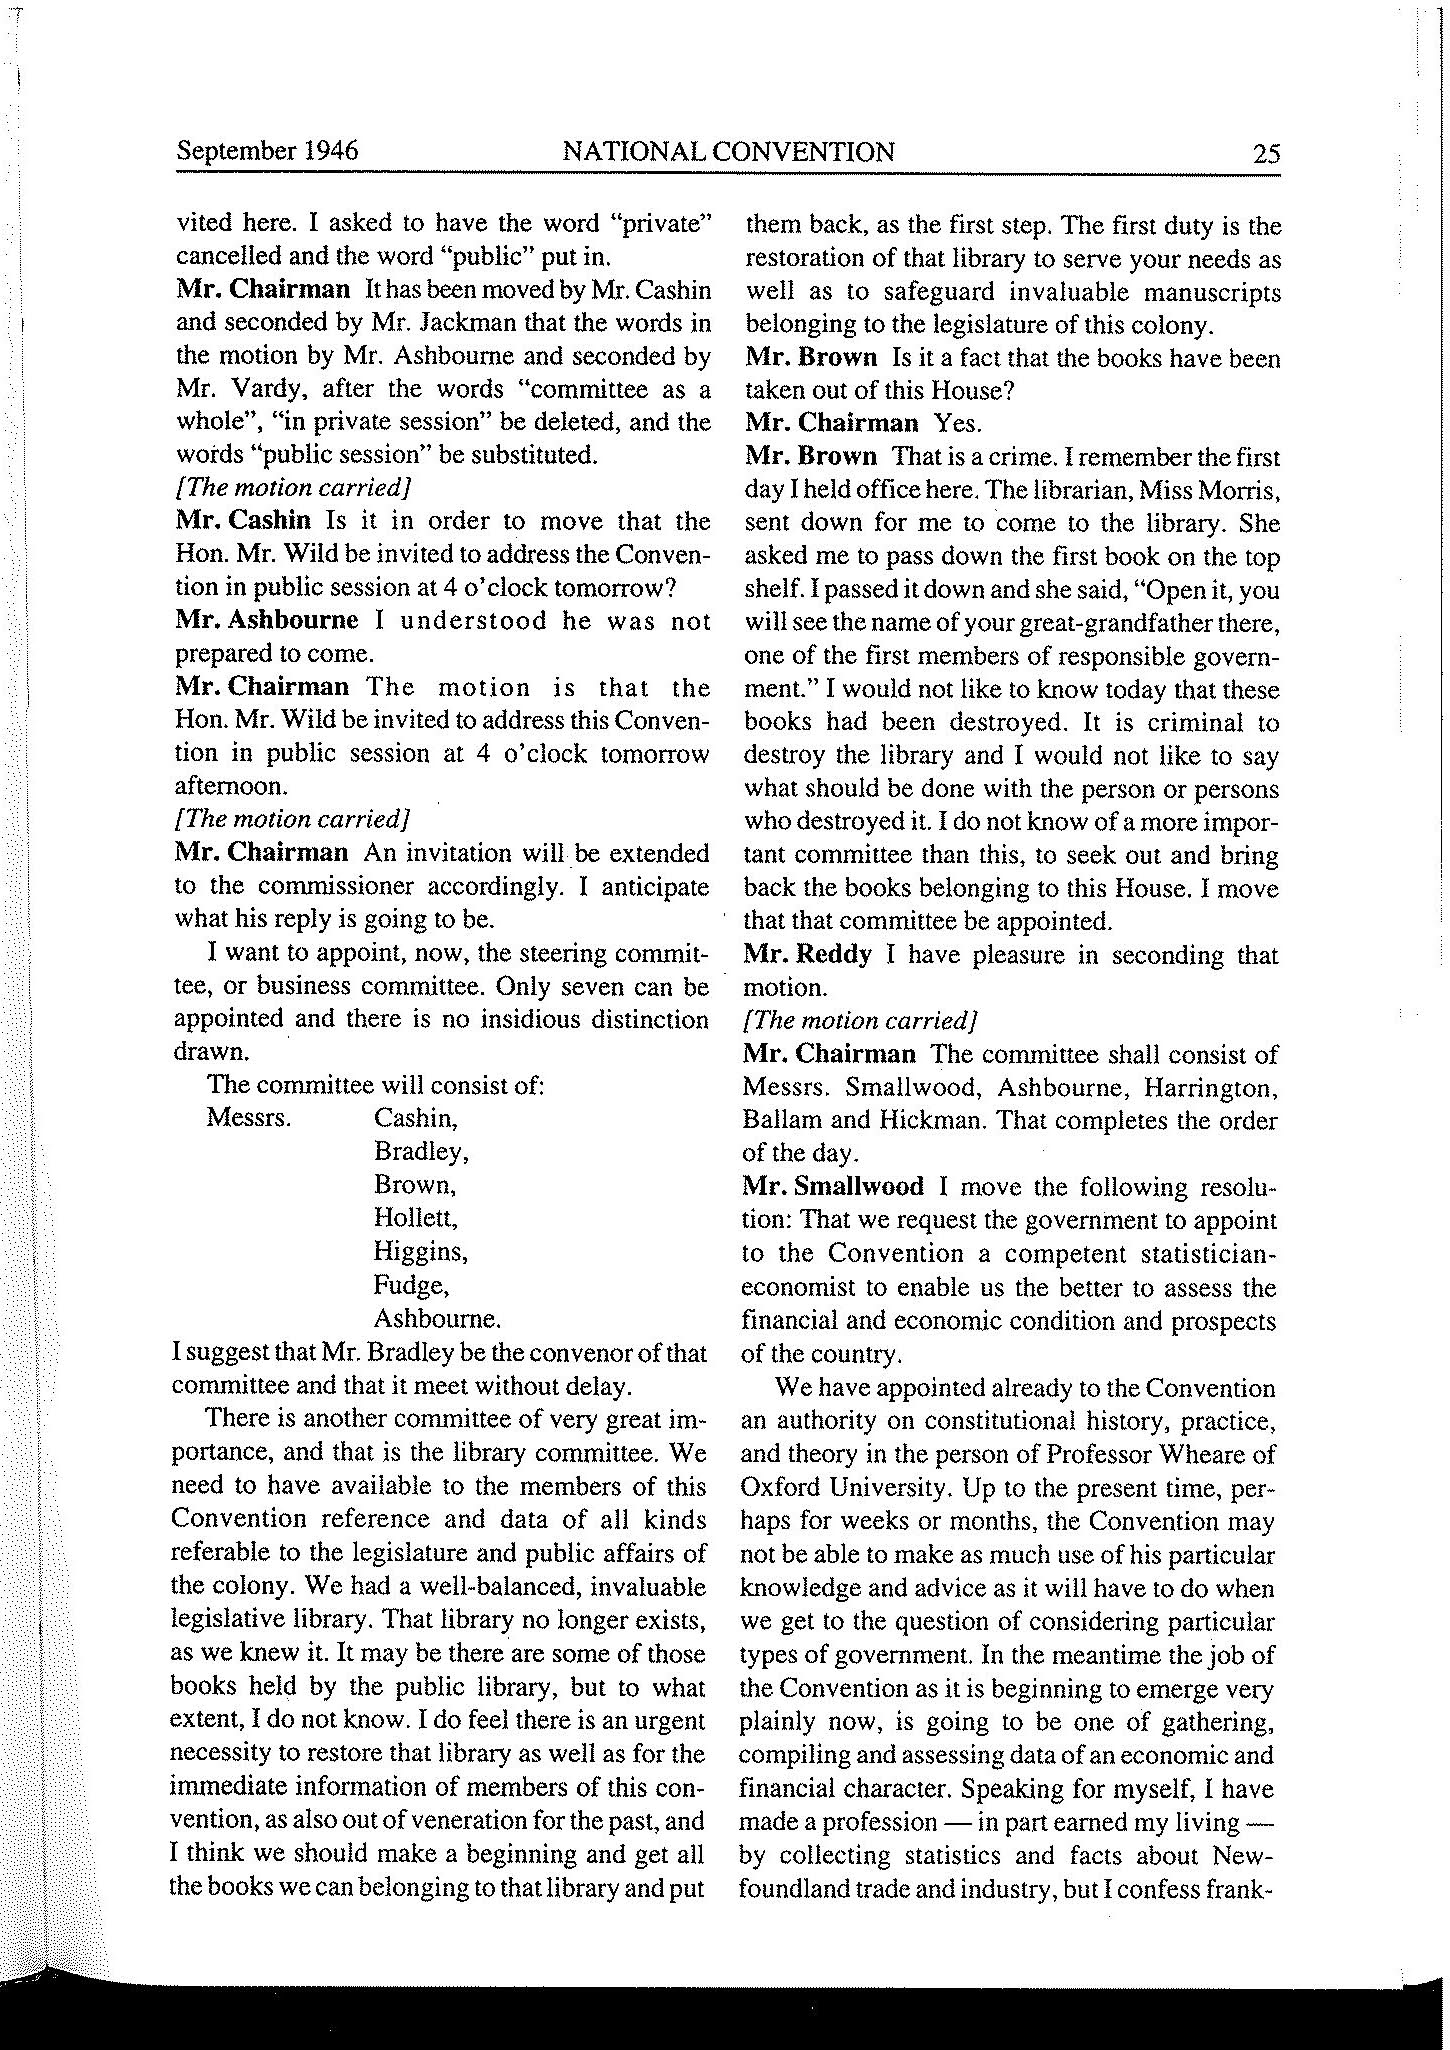 September 1946 NATIONAL CONVENTION 25
vited here. I asked to have the word “private”
cancelled and the word “public” put in.
Mr. Chairman It has been moved by Mr. Cashin
and seconded by Mr. Jackman that the words in
the motion by Mr. Ashbourne and seconded by
Mr. Vardy, after the words “committee as a
whole”, “in private session” be deleted, and the
words “public session” be substituted.
[The motion carried]
Mr. Cashin Is it in order to move that the
Hon. Mr. Wild be invited to address the Conven-
tion in public session at 4 o’clock tomorrow?
Mr. Ashbourne I understood he was not
prepared to come.
Mr. Chairman The motion is that the
Hon. Mr. Wild be invited to address this Conven-
tion in public session at 4 o’clock tomorrow
afternoon.
[The motion carried]
Mr. Chairman An invitation will be extended
to the commissioner accordingly. I anticipate
what his reply is going to be.
I want to appoint, now, the steering commit-
tee, or business committee. Only seven can be
appointed and there is no insidious distinction
drawn.
The committee will consist of:
Messrs. Cashin,
Bradley,
Brown,
Hollett,
Higgins,
Fudge,
Ashbourne.
I suggest that Mr. Bradley be the convenor of that
committee and that it meet without delay.
There is another committee of very great im-
portance, and that is the library committee. We
need to have available to the members of this
Convention reference and data of all kinds
referable to the legislature and public affairs of
the colony. We had a well-balanced, invaluable
legislative library. That library no longer exists,
as we knew it. It may be there are some of those
books held by the public library, but to what
extent, I do not know. I do feel there is an urgent
necessity to restore that library as well as for the
immediate information of members of this con-
vention, as also out of veneration for the past, and
I think we should make a beginning and get all
the books we can belonging to that library and put
them back, as the first step. The first duty is the
restoration of that library to serve your needs as
well as to safeguard invaluable manuscripts
belonging to the legislature of this colony.
Mr. Brown Is it a fact that the books have been
taken out of this House?
Mr. Chairman Yes.
Mr. Brown That is a crime. I remember the first
day I held office here. The librarian, Miss Morris,
sent down for me to come to the library. She
asked me to pass down the first book on the top
shelf. I passed it down and she said, “Open it, you
will see the name of your great-grandfather there,
one of the first members of responsible govern-
ment.” I would not like to know today that these
books had been destroyed. It is criminal to
destroy the library and I would not like to say
what should be done with the person or persons
who destroyed it. I do not know of a more impor-
tant committee than this, to seek out and bring
back the books belonging to this House. I move
that that committee be appointed.
Mr. Reddy I have pleasure in seconding that
motion.
[The motion carried]
Mr. Chairman The committee shall consist of
Messrs. Smallwood, Ashbourne, Harrington,
Ballam and Hickman. That completes the order
of the day.
Mr. Smallwood I move the following resolu-
tion: That we request the government to appoint
to the Convention a competent statistician-
economist to enable us the better to assess the
financial and economic condition and prospects
of the country.
We have appointed already to the Convention
an authority on constitutional history, practice,
and theory in the person of Professor Wheare of
Oxford University. Up to the present time, per-
haps for weeks or months, the Convention may
not be able to make as much use of his particular
knowledge and advice as it will have to do when
we get to the question of considering particular
types of government. In the meantime the job of
the Convention as it is beginning to emerge very
plainly now, is going to be one of gathering,
compiling and assessing data of an economic and
financial character. Speaking for myself, I have
made a profession — in part earned my living —
by collecting statistics and facts about New-
foundland trade and industry, but I confess frank-